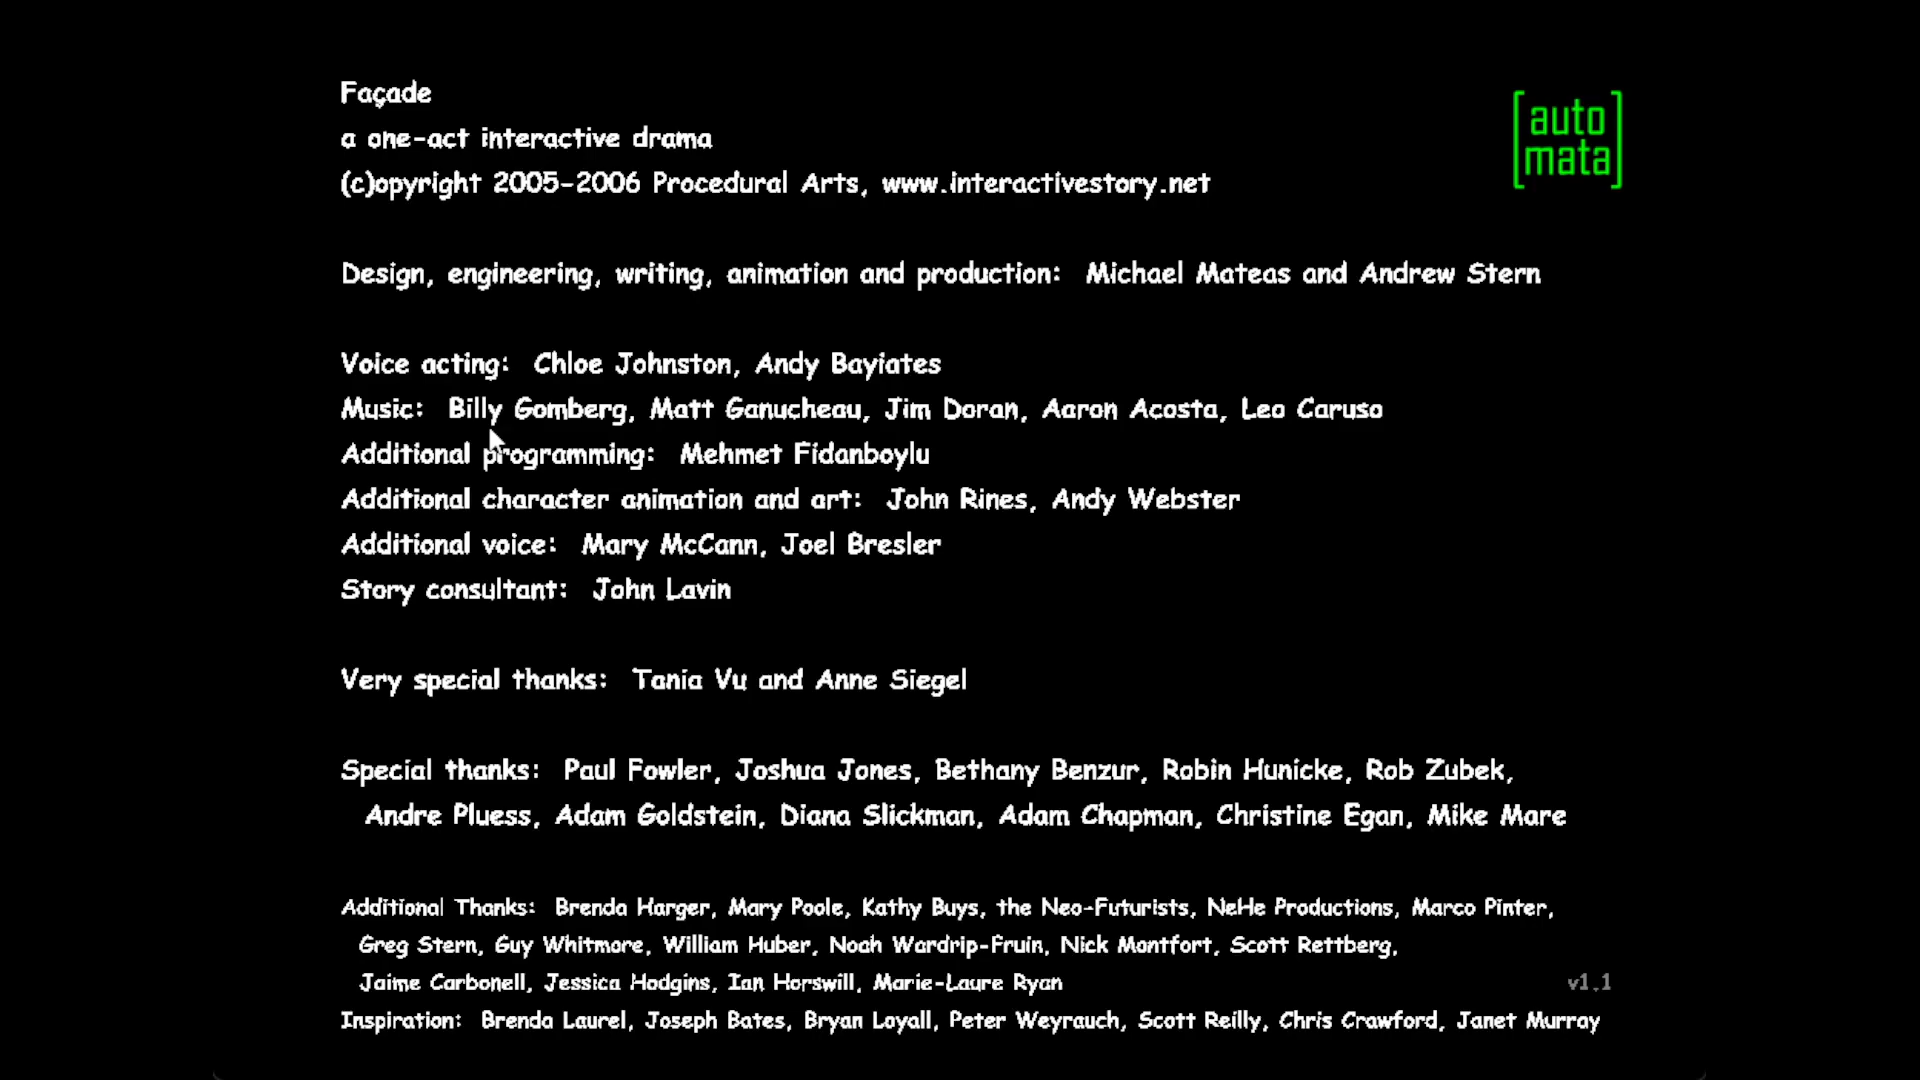 Façade
a one-act interactive drama
(c)opyright 2005-2006 Procedural Arts, www.interactivestory.net
[auto
mata]
Design, engineering, writing, animation and production: Michael Mateas and Andrew Stern
Voice acting: Chloe Johnston, Andy Bayiates
Music: Billy Gomberg, Matt Ganucheau, Jim Doran, Aaron Acosta, Leo Caruso
Additional programming: Mehmet Fidanboylu
Additional character animation and art: John Rines, Andy Webster
Additional voice: Mary McCann, Joel Bresler
Story consultant: John Lavin
Very special thanks: Tania Vu and Anne Siegel
Special thanks: Paul Fowler, Joshua Jones, Bethany Benzur, Robin Hunicke, Rob Zubek,
Andre Pluess, Adam Goldstein, Diana Slickman, Adam Chapman, Christine Egan, Mike Mare
Additional Thanks: Brenda Harger, Mary Poole, Kathy Buys, the Neo-Futurists, NeHe Productions, Marco Pinter,
Greg Stern, Guy Whitmore, William Huber, Noah Wardrip-Fruin, Nick Montfort, Scott Rettberg,
Jaime Carbonell, Jessica Hodgins, Ian Horswill, Marie-Laure Ryan
v1.1
Inspiration: Brenda Laurel, Joseph Bates, Bryan Loyall, Peter Weyrauch, Scott Reilly, Chris Crawford, Janet Murray